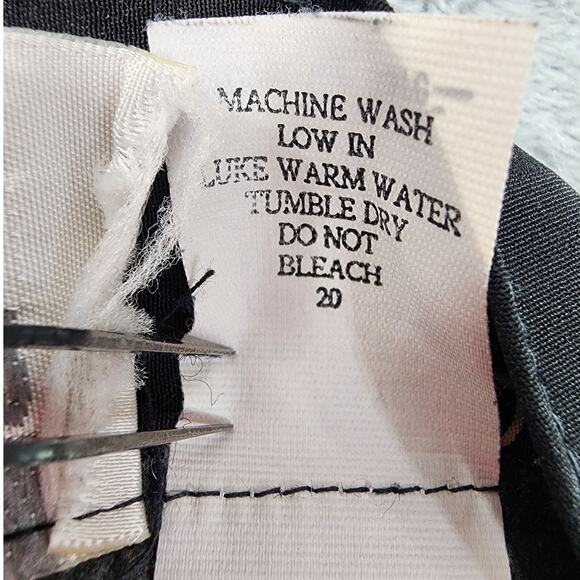 MACHINE WASH
LOW IN
LUKE WARM WATER
TUMBLE DRY
DO NOT
BLEACH
20